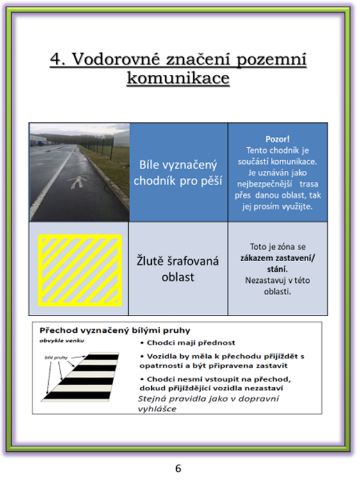 4. Vodorovné značení pozemní
komunikace
Bíle vyznačený
chodník pro pěší
Pozor!
Tento chodník je
součástí komunikace.
Je uznáván jako
nejbezpečnější trasa
přes danou oblast, tak
jej prosím využijte.
Žlutě šrafovaná
oblast
Toto je zóna se
zákazem zastavení/
stání.
Nezastavuj v této
oblasti.
Přechod vyznačený bílými pruhy
obvykle venku
bílé pruhy
• Chodci mají přednost
• Vozidla by měla k přechodu přijíždět s
opatrností a být připravena zastavit
• Chodci nesmí vstoupit na přechod,
dokud přijíždějící vozidla nezastaví
Stejná pravidla jako v dopravní
vyhlášce
6